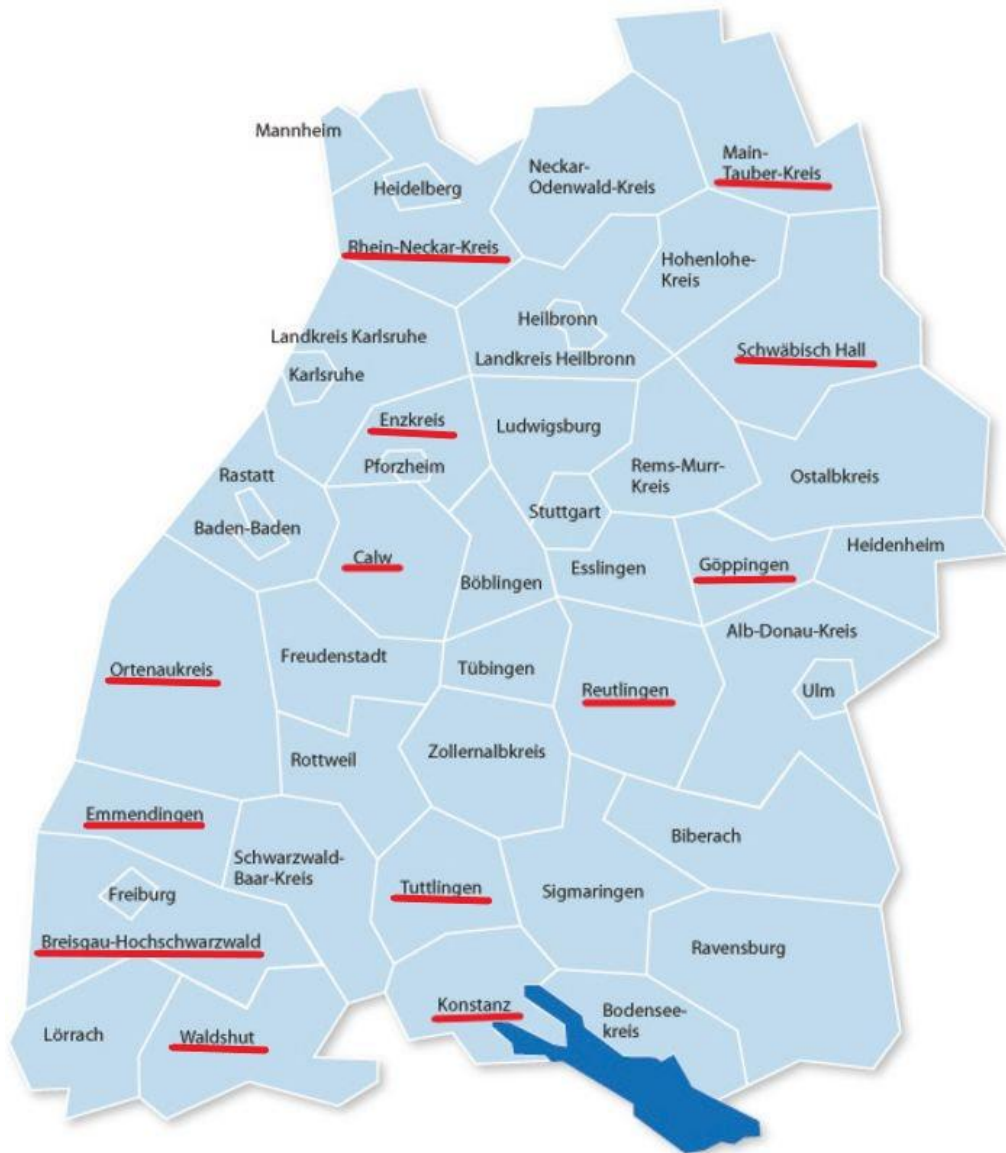 Mannheim
Heidelberg
Neckar-
Odenwald-Kreis
Main-
Tauber-Kreis
Rhein-Neckar-Kreis
Hohenlohe-
Kreis
Heilbronn
Landkreis Karlsruhe
Landkreis Heilbronn
Schwäbisch Hall
Karlsruhe
Enzkreis
Ludwigsburg
Pforzheim
Rems-Murr-
Kreis
Rastatt
Ostalbkreis
Baden-Baden
Stuttgart
Calw
Böblingen
Esslingen
Göppingen
Heidenheim
Alb-Donau-Kreis
Ortenaukreis
Freudenstadt
Tübingen
Reutlingen
Ulm
Rottweil
Zollernalbkreis
Emmendingen
Biberach
Schwarzwald-
Baar-Kreis
Freiburg
Tuttlingen
Sigmaringen
Breisgau-Hochschwarzwald
Ravensburg
Konstanz
Bodensee-
kreis
Lörrach
Waldshut